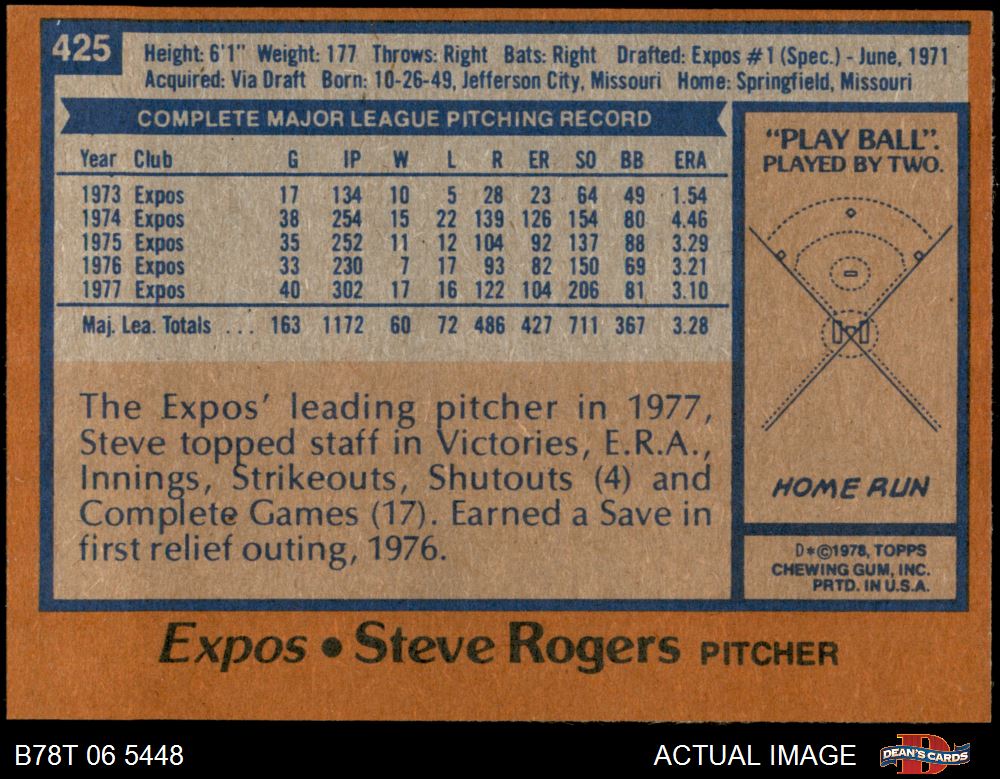 425
Height: 6'1" Weight: 177 Throws: Right Bats: Right Drafted: Expos #1 (Spec.) - June, 1971
Acquired: Via Draft Born: 10-26-49, Jefferson City, Missouri Home: Springfield, Missouri
COMPLETE MAJOR LEAGUE PITCHING RECORD
Year Club G IP W L R ER SO BB ERA
1973 Expos 17 134 10 5 28 23 64 49 1.54
1974 Expos 38 254 15 22 139 126 154 80 4.46
1975 Expos 35 252 11 12 104 92 137 88 3.29
1976 Expos 33 230 7 17 93 82 150 69 3.21
1977 Expos 40 302 17 16 122 104 206 81 3.10
Maj. Lea. Totals ... 163 1172 60 72 486 427 711 367 3.28
The Expos' leading pitcher in 1977,
Steve topped staff in Victories, E.R.A.,
Innings, Strikeouts, Shutouts (4) and
Complete Games (17). Earned a Save in
first relief outing, 1976.
"PLAY BALL".
PLAYED BY TWO.
HOME RUN
D*©1978, TOPPS
CHEWING GUM, INC.
PRTD. IN U.S.A.
Expos • Steve Rogers PITCHER
B78T 06 5448
ACTUAL IMAGE
D
DEAN'S CARDS